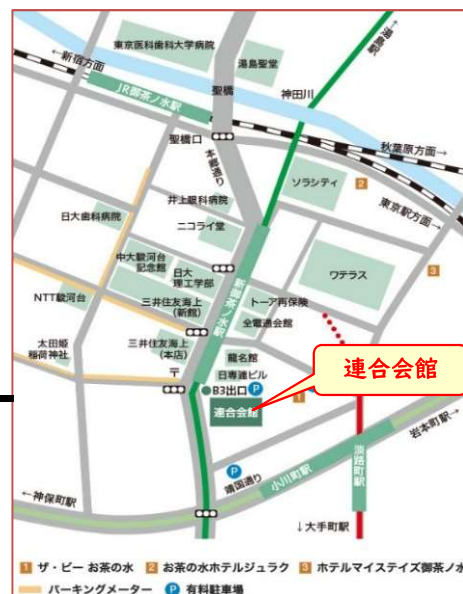 東京医科歯科大学病院
湯島聖堂
←湯島駅
←新宿方面
JR御茶ノ水駅
聖橋
神田川
聖橋口
本郷通り
秋葉原方面→
東京駅方面→
ソラシティ
2
井上眼科病院
日大歯科病院
ニコライ堂
中大駿河台
記念館
日大
理工学部
ワテラス
3
新御茶ノ水駅
NTT駿河台
三井住友海上
(新館)
トーア再保険
全電通会館
太田姫
稲荷神社
三井住友海上
(本店)
龍名館
日専連ビル
〒
B3出口
P
1
連合会館
連合会館
淡路町駅
岩本町駅→
P
靖国通り
小川町駅
←神保町駅
↓大手町駅
1 ザ・ビー お茶の水 2 お茶の水ホテルジュラク 3 ホテルマイステイズ御茶ノ水
パーキングメーター P 有料駐車場